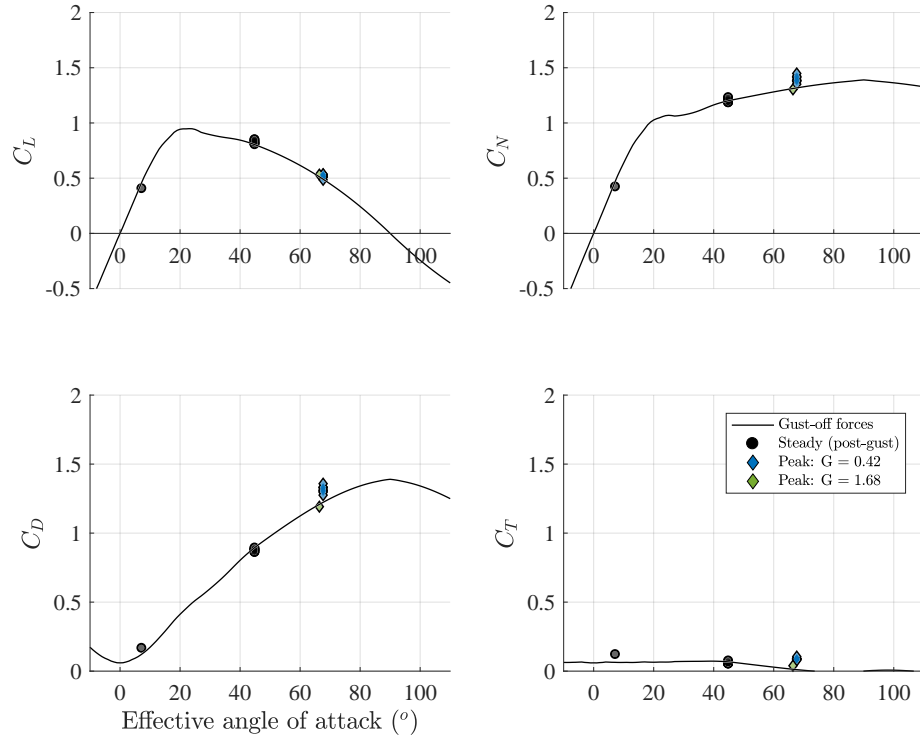 2
2
1.5
1.5
1
1
C_L
C_N
0.5
0.5
0
0
0 20 40 60 80 100
0 20 40 60 80 100
-0.5
-0.5
2
2
Gust-off forces
Steady (post-gust)
Peak: G = 0.42
Peak: G = 1.68
1.5
1.5
1
1
C_D
C_T
0.5
0.5
0
0
0 20 40 60 80 100
0 20 40 60 80 100
Effective angle of attack (°)